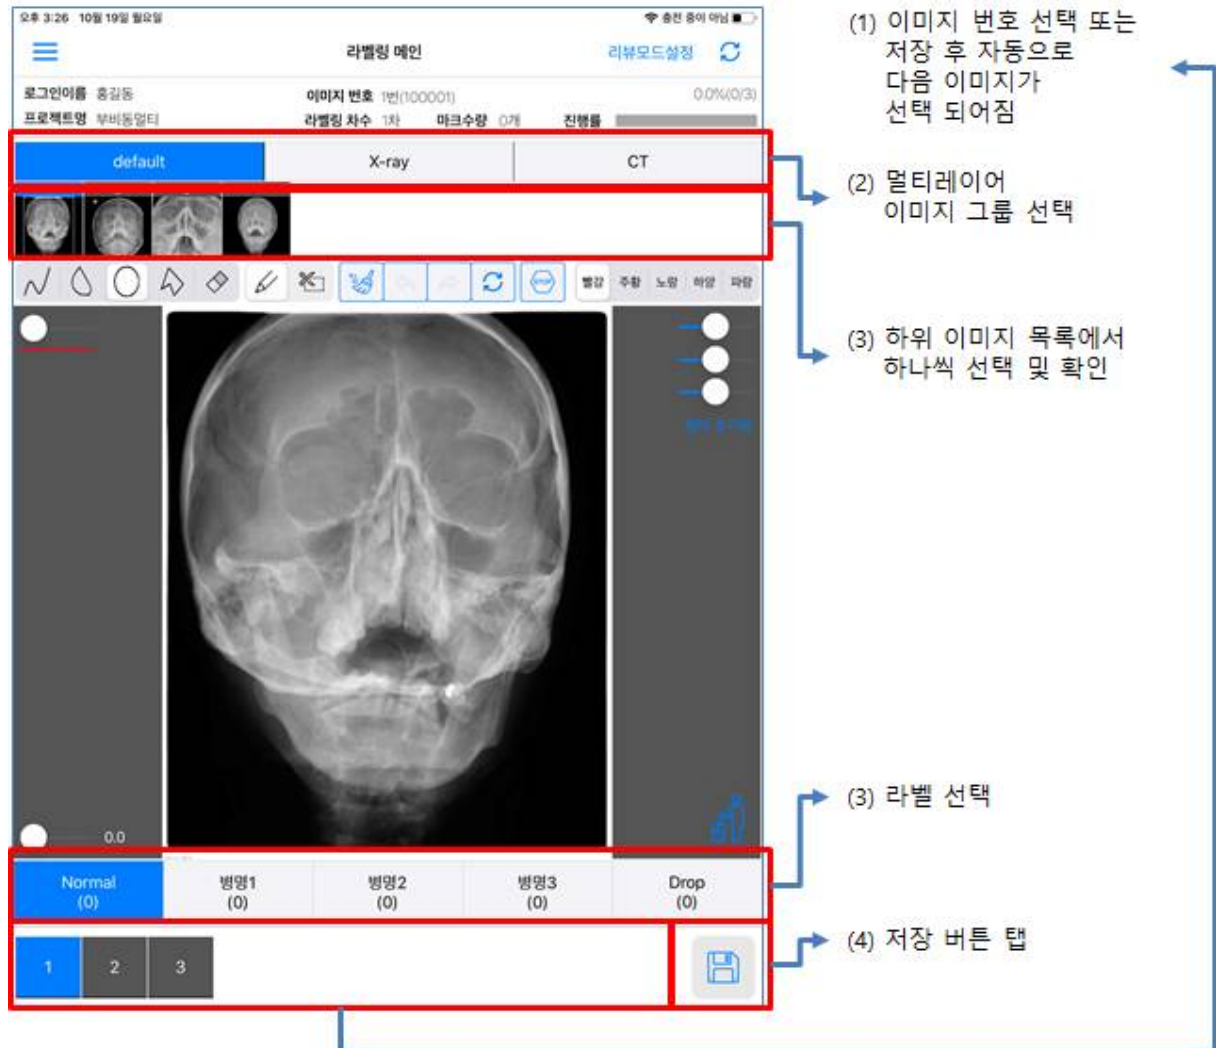 오후 3:26 10월 19일 월요일
충전 중이 아님
라벨링 메인
리뷰모드설정
로그인이름 홍길동
이미지 번호 1번(100001)
0.0%(0/3)
프로젝트명 부비동멀티
라벨링 차수 1차 마크수량 0개 진행률
default X-ray CT
STOP
빨강 주황 노랑 하양 파랑
0.0
Normal
(0)
병명1
(0)
병명2
(0)
병명3
(0)
Drop
(0)
1 2 3
(1) 이미지 번호 선택 또는
저장 후 자동으로
다음 이미지가
선택 되어짐
(2) 멀티레이어
이미지 그룹 선택
(3) 하위 이미지 목록에서
하나씩 선택 및 확인
(3) 라벨 선택
(4) 저장 버튼 탭